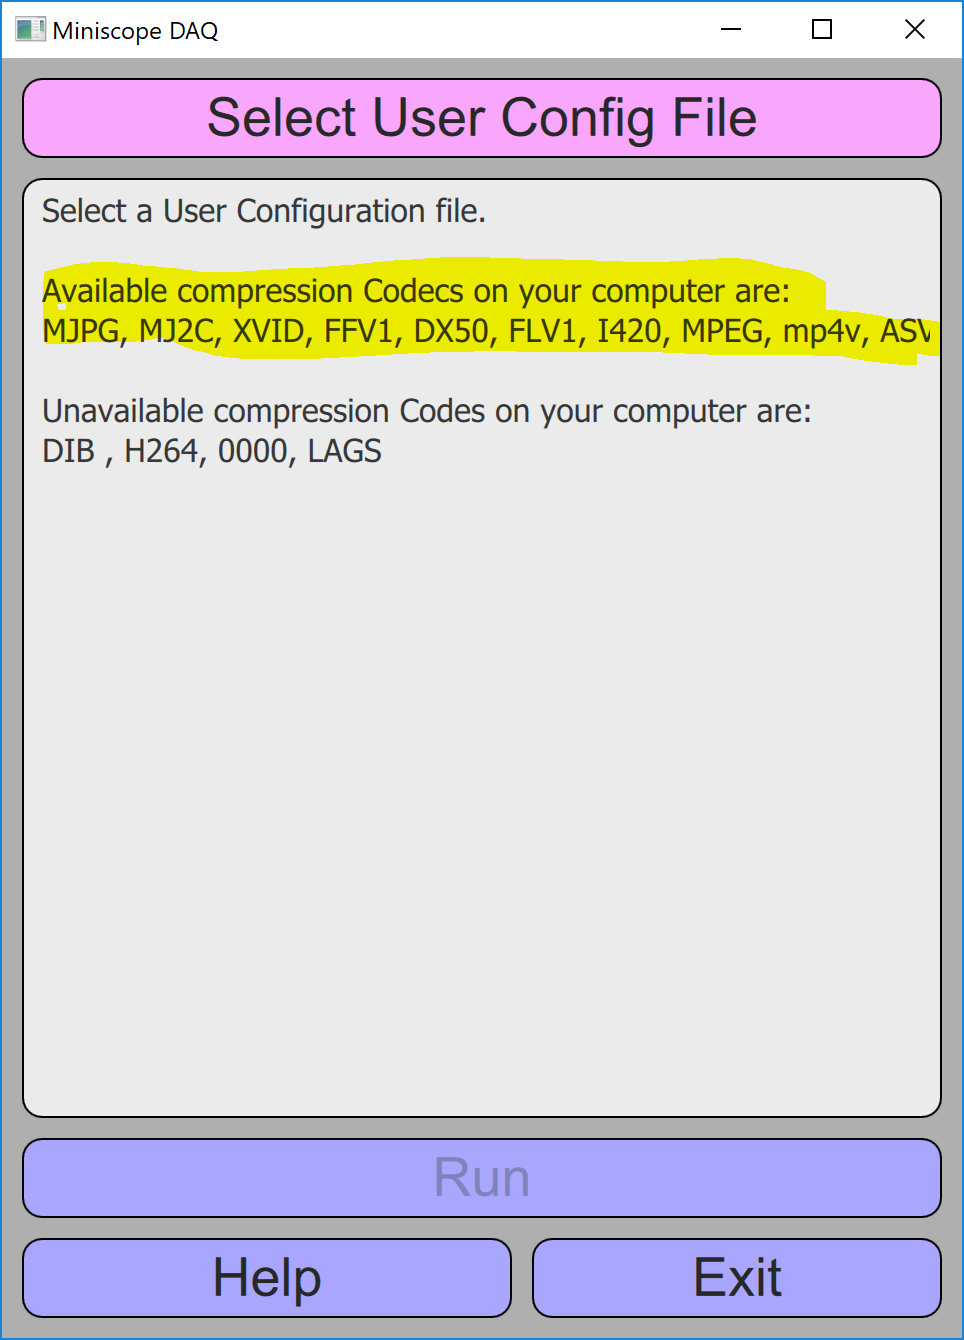 Miniscope DAQ
Select User Config File
Select a User Configuration file.
Available compression Codecs on your computer are:
MJPG, MJ2C, XVID, FFV1, DX50, FLV1, I420, MPEG, mp4v, ASV
Unavailable compression Codes on your computer are:
DIB , H264, 0000, LAGS
Run
Help
Exit